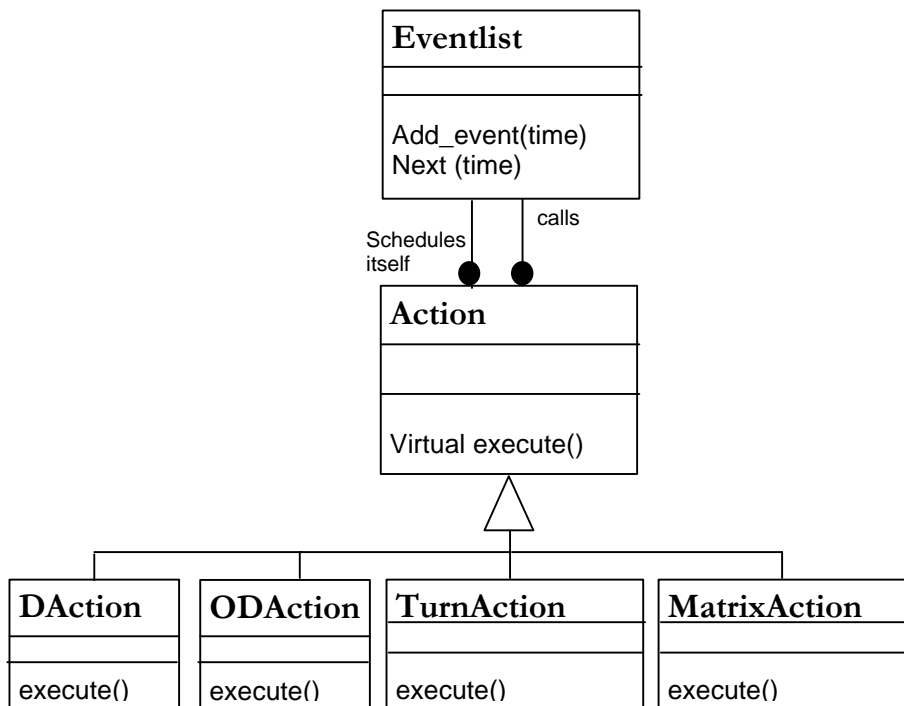 Eventlist
Add_event(time)
Next (time)
calls
Schedules
itself
Action
Virtual execute()
DAction
ODAction
TurnAction
MatrixAction
execute()
execute()
execute()
execute()